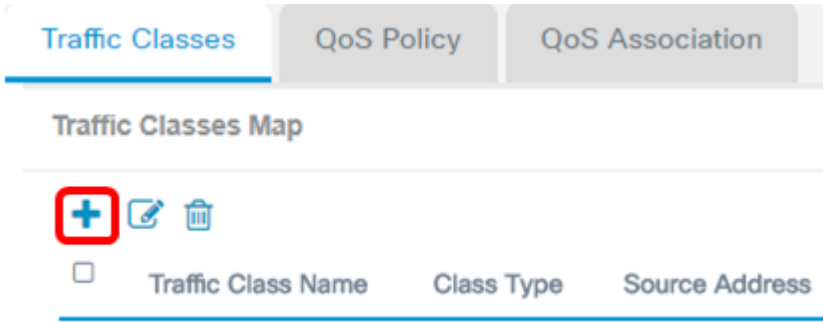 Traffic Classes QoS Policy QoS Association
Traffic Classes Map
Traffic Class Name Class Type Source Address